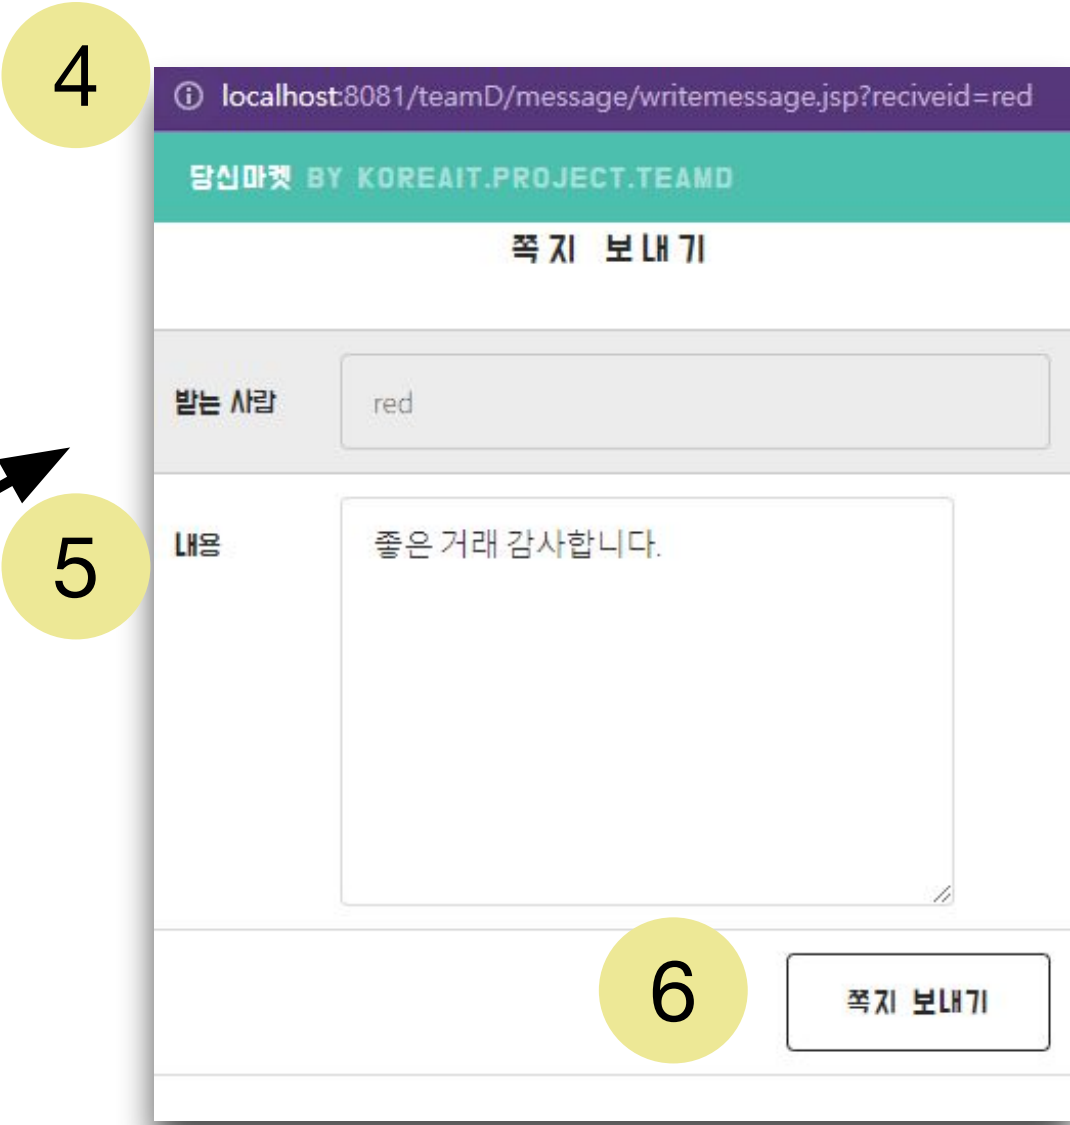 4
localhost:8081/teamD/message/writemessage.jsp?reciveid=red
당신마켓 BY KOREAIT.PROJECT.TEAMD
쪽지 보내기
받는 사람
red
5
내용
좋은 거래 감사합니다.
6
쪽지 보내기